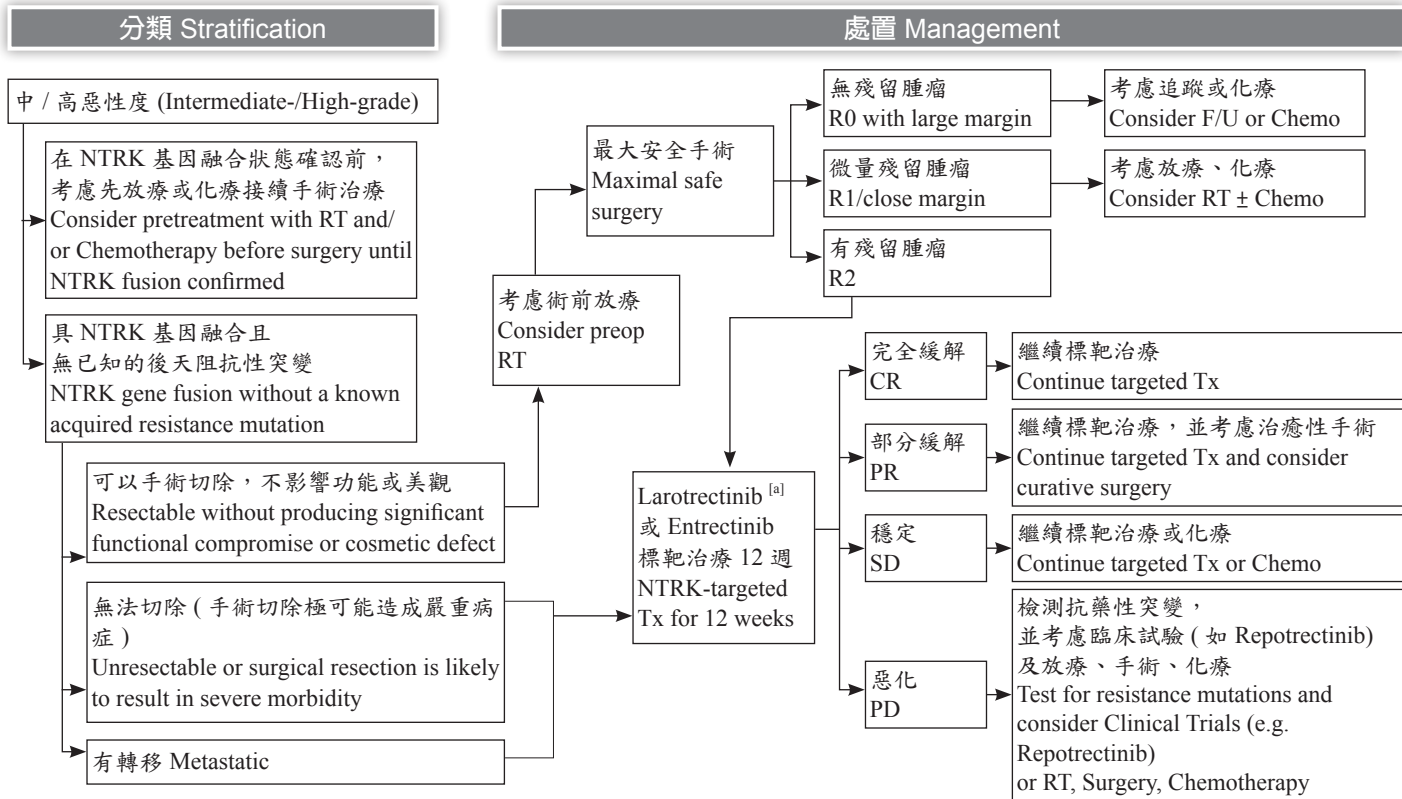 分類 Stratification
處置 Management
中 / 高惡性度 (Intermediate-/High-grade)
在 NTRK 基因融合狀態確認前，
考慮先放療或化療接續手術治療
Consider pretreatment with RT and/
or Chemotherapy before surgery until
NTRK fusion confirmed
具 NTRK 基因融合且
無已知的後天阻抗性突變
NTRK gene fusion without a known
acquired resistance mutation
可以手術切除，不影響功能或美觀
Resectable without producing significant
functional compromise or cosmetic defect
無法切除 ( 手術切除極可能造成嚴重病
症 )
Unresectable or surgical resection is likely
to result in severe morbidity
有轉移 Metastatic
考慮術前放療
Consider preop
RT
最大安全手術
Maximal safe
surgery
無殘留腫瘤
R0 with large margin
考慮追蹤或化療
Consider F/U or Chemo
微量殘留腫瘤
R1/close margin
考慮放療、化療
Consider RT ± Chemo
有殘留腫瘤
R2
Larotrectinib [a]
或 Entrectinib
標靶治療 12 週
NTRK-targeted
Tx for 12 weeks
完全緩解
CR
繼續標靶治療
Continue targeted Tx
部分緩解
PR
繼續標靶治療，並考慮治癒性手術
Continue targeted Tx and consider
curative surgery
穩定
SD
繼續標靶治療或化療
Continue targeted Tx or Chemo
惡化
PD
檢測抗藥性突變，
並考慮臨床試驗 ( 如 Repotrectinib)
及放療、手術、化療
Test for resistance mutations and
consider Clinical Trials (e.g.
Repotrectinib)
or RT, Surgery, Chemotherapy